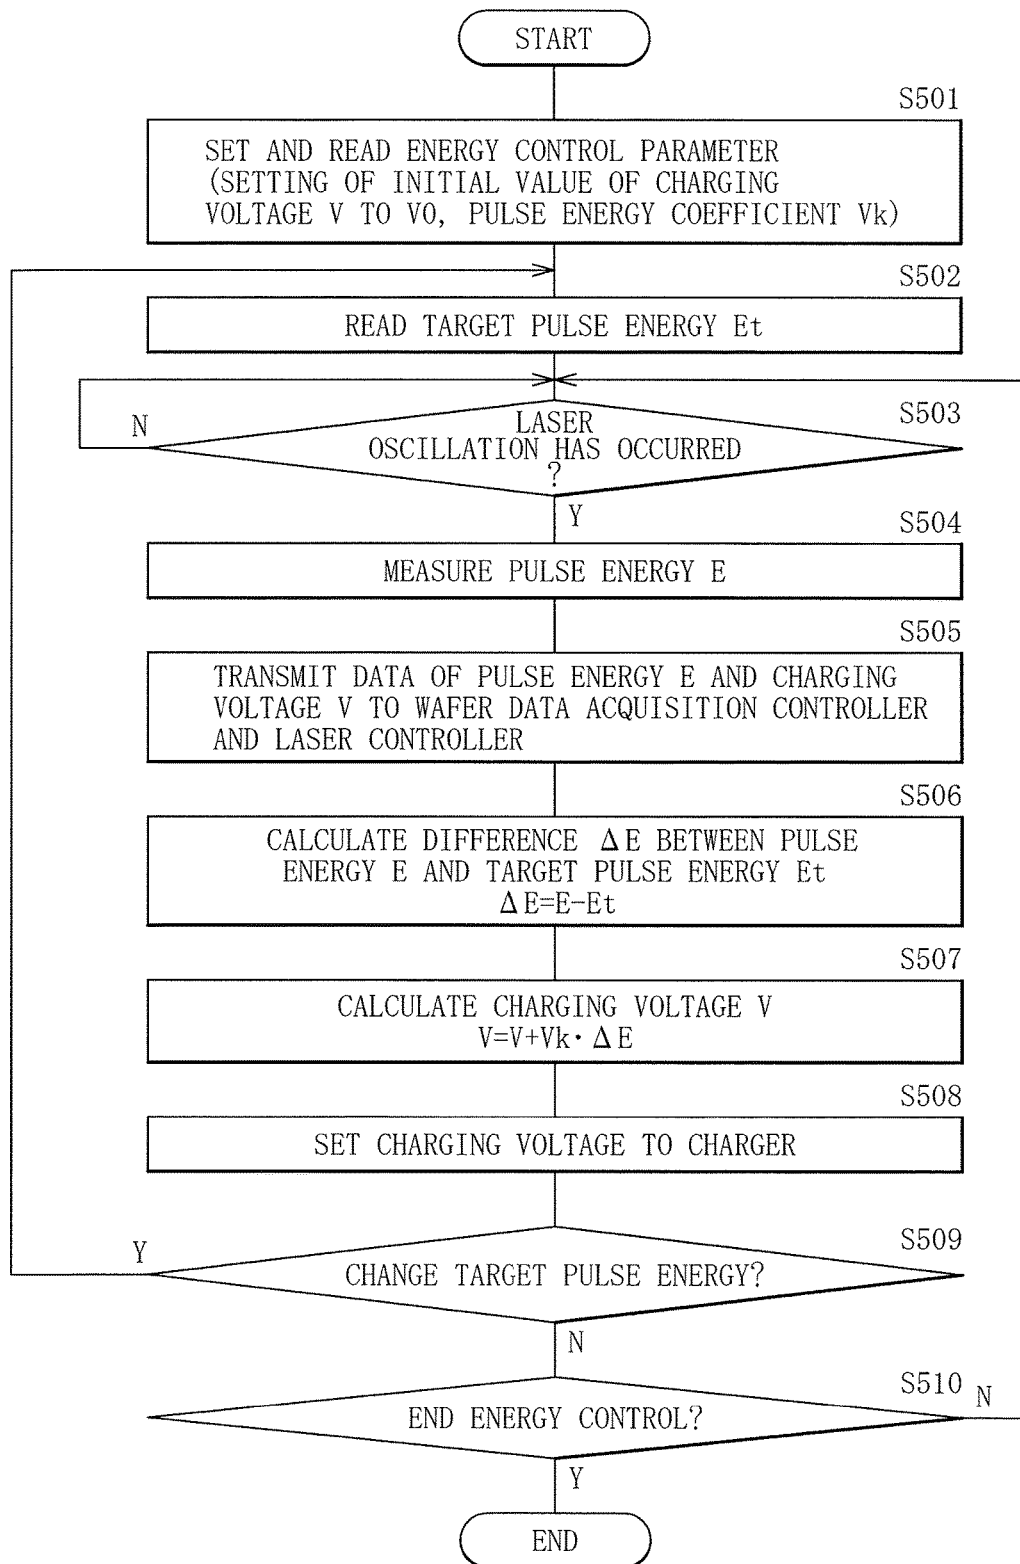 START
S501
SET AND READ ENERGY CONTROL PARAMETER
(SETTING OF INITIAL VALUE OF CHARGING
VOLTAGE V TO V0, PULSE ENERGY COEFFICIENT Vk)
S502
READ TARGET PULSE ENERGY Et
S503
N
LASER
OSCILLATION HAS OCCURRED
?
Y
S504
MEASURE PULSE ENERGY E
S505
TRANSMIT DATA OF PULSE ENERGY E AND CHARGING
VOLTAGE V TO WAFER DATA ACQUISITION CONTROLLER
AND LASER CONTROLLER
S506
CALCULATE DIFFERENCE ΔE BETWEEN PULSE
ENERGY E AND TARGET PULSE ENERGY Et
ΔE=E-Et
S507
CALCULATE CHARGING VOLTAGE V
V=V+Vk·ΔE
S508
SET CHARGING VOLTAGE TO CHARGER
S509
Y
CHANGE TARGET PULSE ENERGY?
N
S510
N
END ENERGY CONTROL?
Y
END